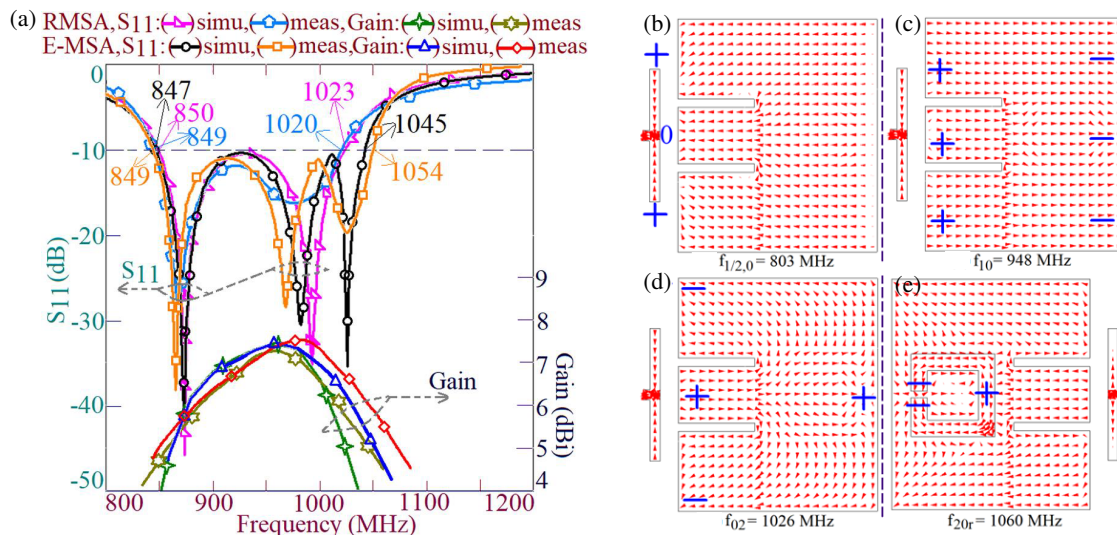 (a) RMSA,S11:( )simu,( )meas,Gain:( )simu,( )meas
E-MSA,S11:( )simu,( )meas,Gain:( )simu,( )meas
0
-10
-20
-30
-40
-50
S11 (dB)
847
850
849
849
1023
1020
1045
1054
S11
Gain
9
8
7
6
5
4
Gain (dBi)
800 900 1000 1100 1200
Frequency (MHz)
(b)
+
0
+
f1/2,0 = 803 MHz
(c)
+ −
+ −
+ −
f10 = 948 MHz
(d)
−
+ +
−
f02 = 1026 MHz
(e)
−
− +
f20r = 1060 MHz